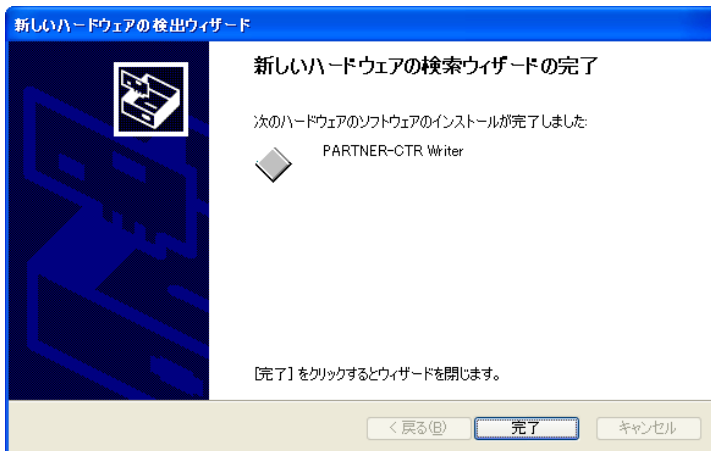 新しいハードウェアの検出ウィザード
新しいハードウェアの検索ウィザードの完了
次のハードウェアのソフトウェアのインストールが完了しました:
PARTNER-CTR Writer
[完了] をクリックするとウィザードを閉じます。
< 戻る(B)
完了
キャンセル